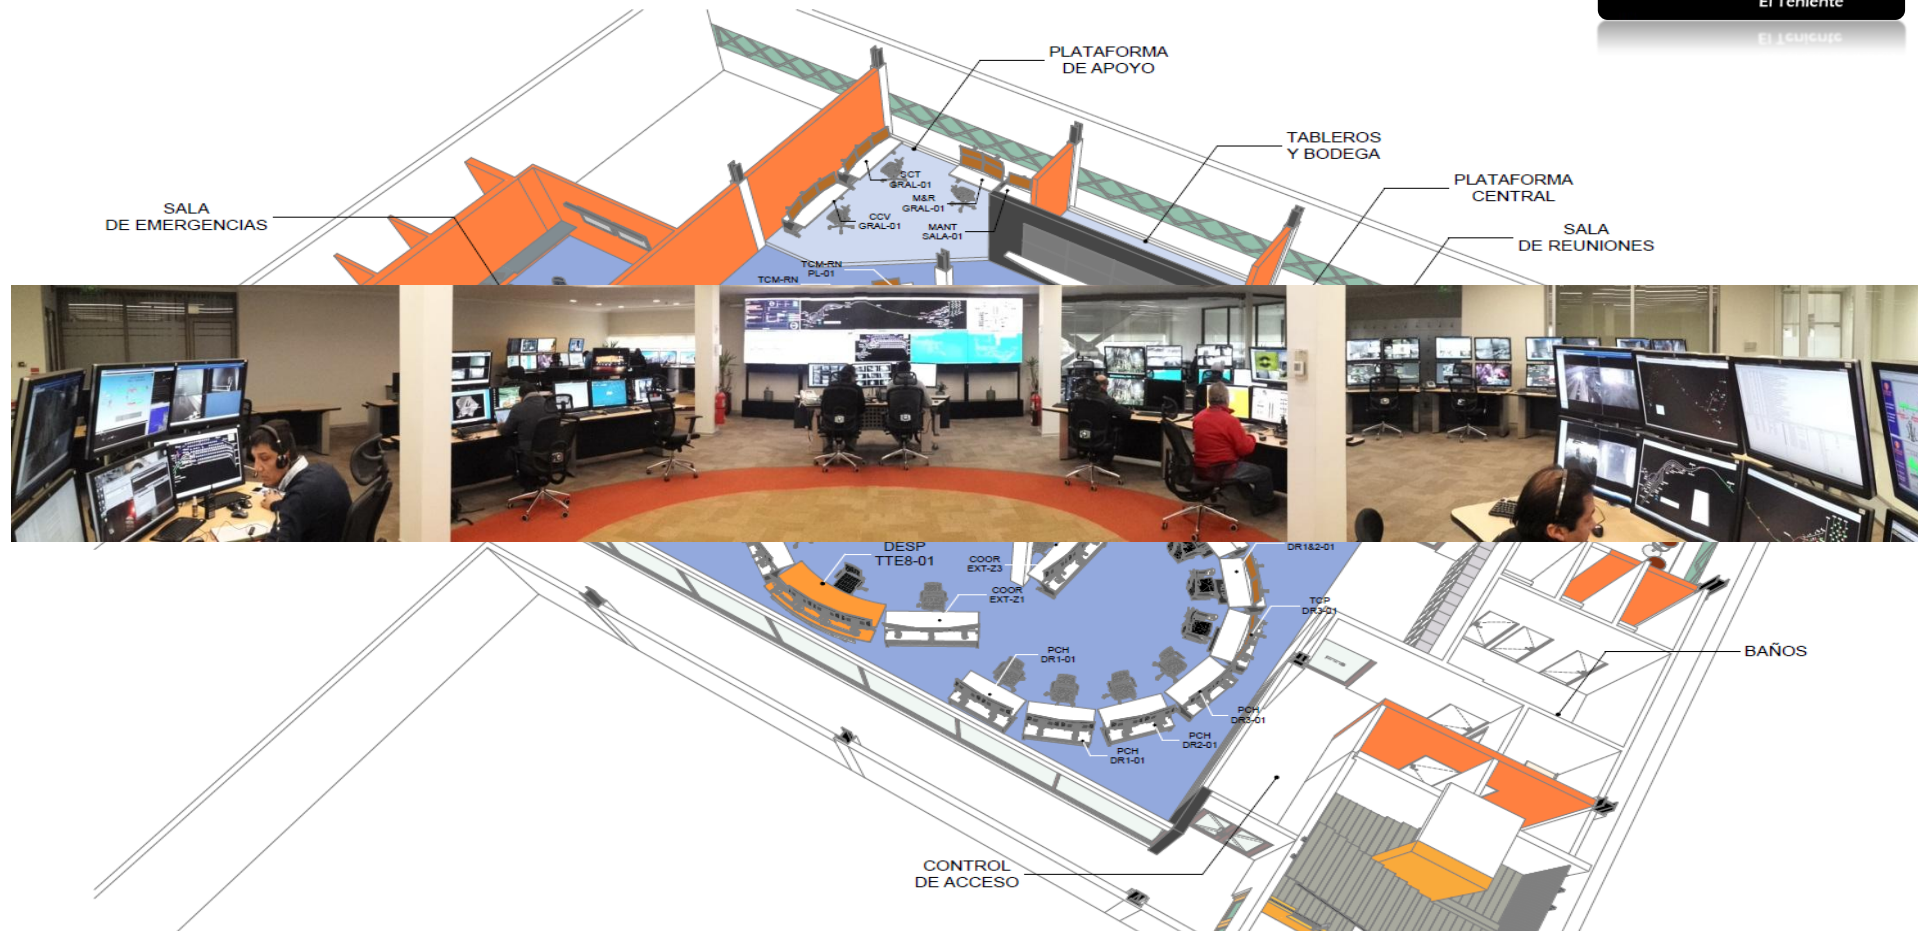 El Teniente
PLATAFORMA
DE APOYO
TABLEROS
Y BODEGA
PLATAFORMA
CENTRAL
SALA
DE REUNIONES
SALA
DE EMERGENCIAS
SCT
GRAL-01
M&R
GRAL-01
CCV
GRAL-01
MANT
SALA-01
TCM-RN
PL-01
TCM-RN
DESP
TTE8-01
COOR
EXT-Z3
COOR
EXT-Z1
DR1&2-01
TCP
DR3-01
PCH
DR1-01
PCH
DR3-01
PCH
DR2-01
PCH
DR1-01
BAÑOS
CONTROL
DE ACCESO